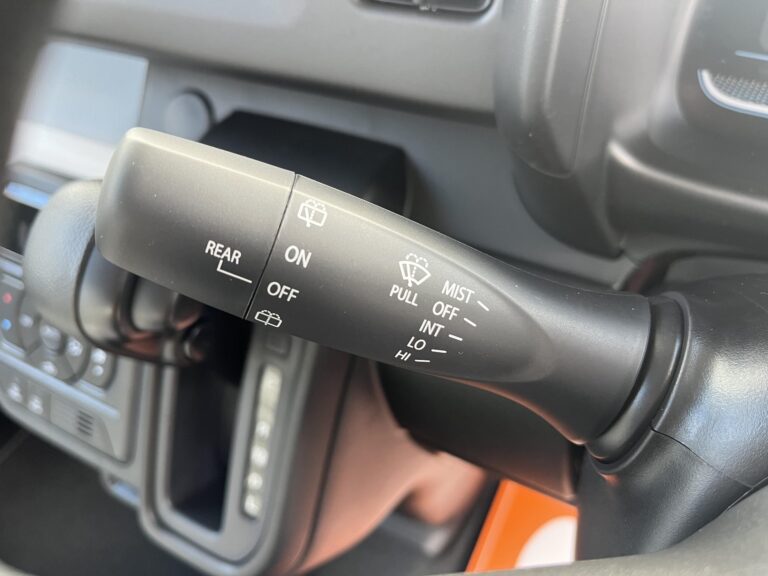 REAR
ON
OFF
PULL
MIST
OFF
INT
LO
HI